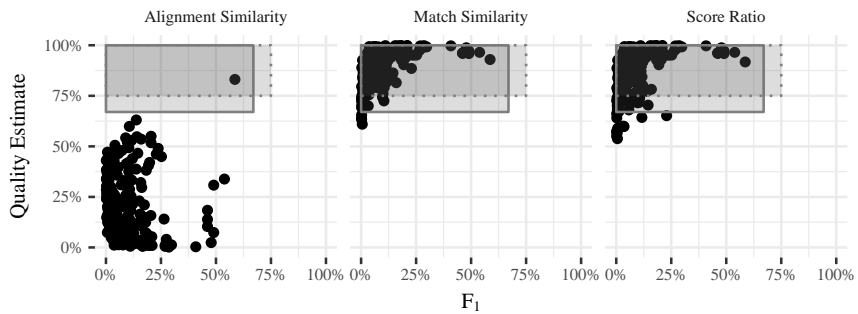 Alignment Similarity Match Similarity Score Ratio
100%
75%
50%
25%
0%
Quality Estimate
0% 25% 50% 75% 100% 0% 25% 50% 75% 100% 0% 25% 50% 75% 100%
F₁